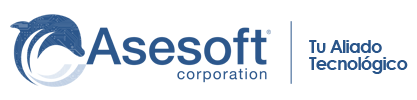 Asesoft®
corporation
Tu Aliado
Tecnológico